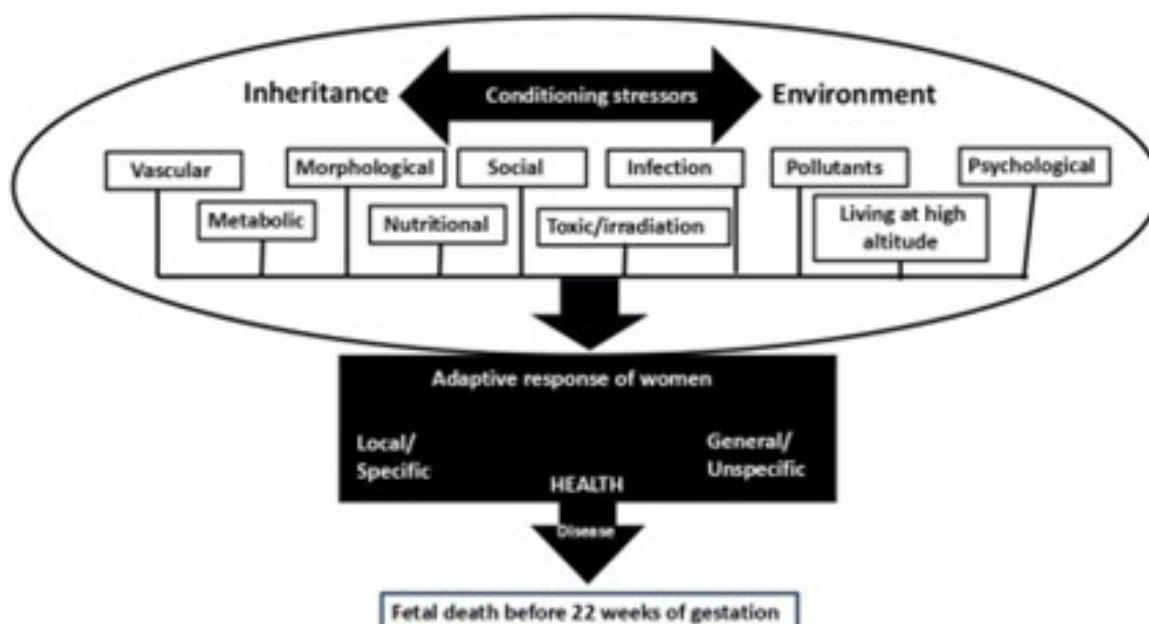 Inheritance
Conditioning stressors
Environment
Vascular
Morphological
Social
Infection
Pollutants
Psychological
Metabolic
Nutritional
Toxic/irradiation
Living at high
altitude
Adaptive response of women
Local/
Specific
General/
Unspecific
HEALTH
Disease
Fetal death before 22 weeks of gestation